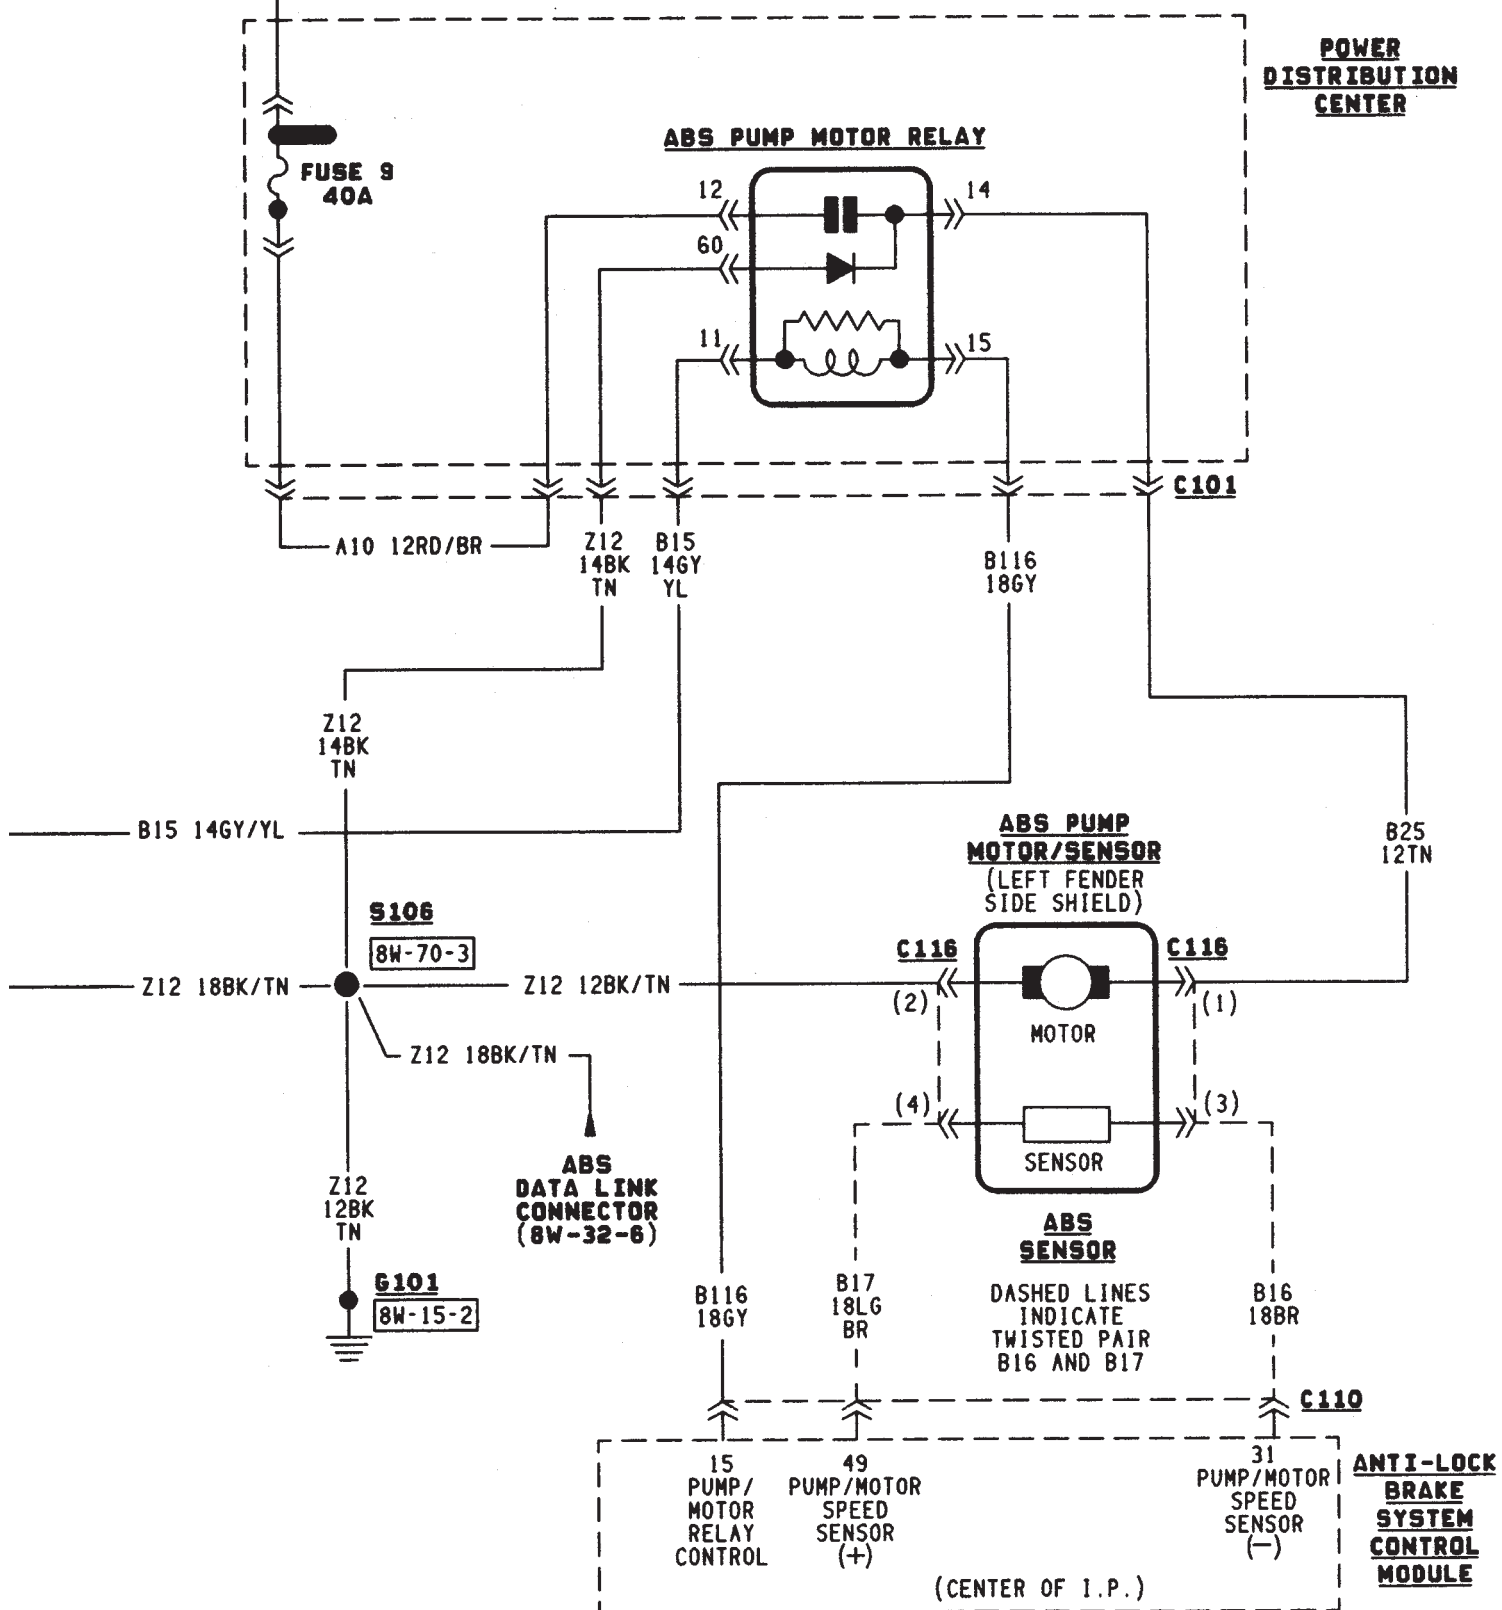 POWER
DISTRIBUTION
CENTER
ABS PUMP MOTOR RELAY
FUSE 9
40A
12
14
60
11
15
C101
A10 12RD/BR
Z12
14BK
TN
B15
14GY
YL
B116
18GY
Z12
14BK
TN
B15 14GY/YL
ABS PUMP
MOTOR/SENSOR
(LEFT FENDER
SIDE SHIELD)
B25
12TN
S106
8W-70-3
C116
C116
Z12 18BK/TN
Z12 12BK/TN
(2)
(1)
MOTOR
Z12 18BK/TN
(4)
(3)
SENSOR
ABS
DATA LINK
CONNECTOR
(8W-32-6)
Z12
12BK
TN
ABS
SENSOR
G101
8W-15-2
B116
18GY
B17
18LG
BR
DASHED LINES
INDICATE
TWISTED PAIR
B16 AND B17
B16
18BR
C110
15
PUMP/
MOTOR
RELAY
CONTROL
49
PUMP/MOTOR
SPEED
SENSOR
(+)
31
PUMP/MOTOR
SPEED
SENSOR
(-)
ANTI-LOCK
BRAKE
SYSTEM
CONTROL
MODULE
(CENTER OF I.P.)